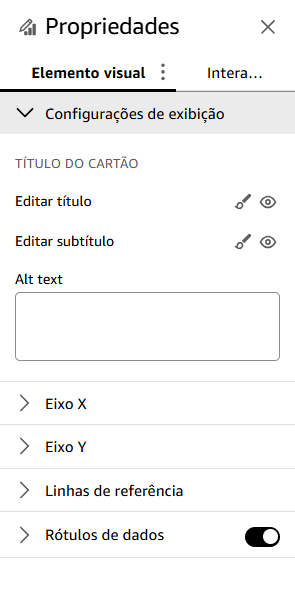 Propriedades
Elemento visual
Intera...
Configurações de exibição
TÍTULO DO CARTÃO
Editar título
Editar subtítulo
Alt text
Eixo X
Eixo Y
Linhas de referência
Rótulos de dados